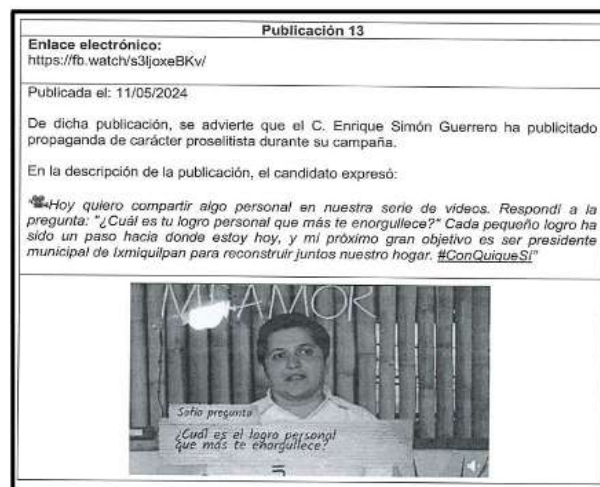 Publicación 13
Enlace electrónico:
https://fb.watch/s3ljoxeBKv/
Publicada el: 11/05/2024
De dicha publicación, se advierte que el C. Enrique Simón Guerrero ha publicitado
propaganda de carácter proselitista durante su campaña.
En la descripción de la publicación, el candidato expresó:
"🎥Hoy quiero compartir algo personal en nuestra serie de videos. Respondí a la
pregunta: "¿Cuál es tu logro personal que más te enorgullece?" Cada pequeño logro ha
sido un paso hacia donde estoy hoy, y mi próximo gran objetivo es ser presidente
municipal de Ixmiquilpan para reconstruir juntos nuestro hogar. #ConQuiqueSí"
MI AMOR
Sofía pregunta
¿Cuál es el logro personal
que más te enorgullece?